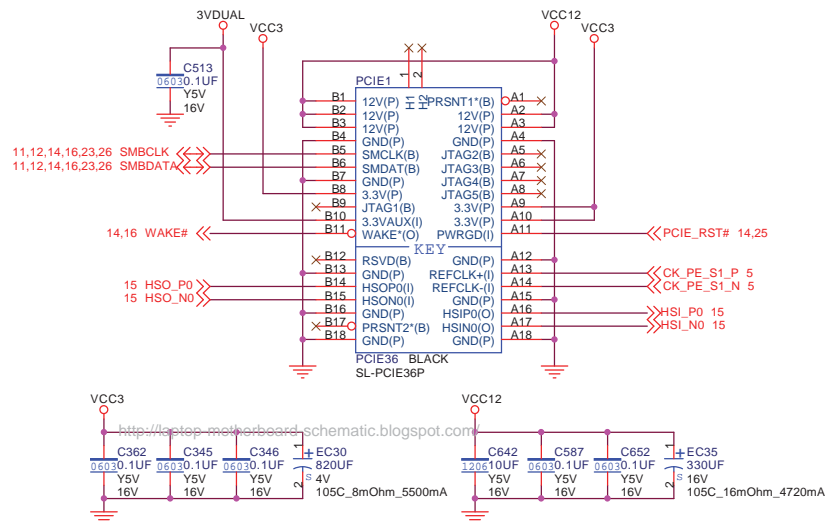 3VDUAL
VCC3
VCC12
VCC3
C513
0603 0.1UF
Y5V
16V
PCIE1
1 2
H1 H2
B1 12V(P) PRSNT1*(B) A1
B2 12V(P) 12V(P) A2
B3 12V(P) 12V(P) A3
B4 GND(P) GND(P) A4
11,12,14,16,23,26 SMBCLK B5 SMCLK(B) JTAG2(B) A5
11,12,14,16,23,26 SMBDATA B6 SMDAT(B) JTAG3(B) A6
B7 GND(P) JTAG4(B) A7
B8 3.3V(P) JTAG5(B) A8
B9 JTAG1(B) 3.3V(P) A9
B10 3.3VAUX(I) 3.3V(P) A10
14,16 WAKE# B11 WAKE*(O) PWRGD(I) A11 PCIE_RST# 14,25
KEY
B12 RSVD(B) GND(P) A12
B13 GND(P) REFCLK+(I) A13 CK_PE_S1_P 5
15 HSO_P0 B14 HSOP0(I) REFCLK-(I) A14 CK_PE_S1_N 5
15 HSO_N0 B15 HSON0(I) GND(P) A15
B16 GND(P) HSIP0(O) A16 HSI_P0 15
B17 PRSNT2*(B) HSIN0(O) A17 HSI_N0 15
B18 GND(P) GND(P) A18
PCIE36 BLACK
SL-PCIE36P
VCC3
VCC12
http://laptop-motherboard-schematic.blogspot.com/
C362
0603 0.1UF
Y5V
16V
C345
0603 0.1UF
Y5V
16V
C346
0603 0.1UF
Y5V
16V
1
+ EC30
820UF
S 4V
2
105C_8mOhm_5500mA
C642
1206 10UF
Y5V
16V
C587
0603 0.1UF
Y5V
16V
C652
0603 0.1UF
Y5V
16V
1
+ EC35
330UF
S 16V
2
105C_16mOhm_4720mA